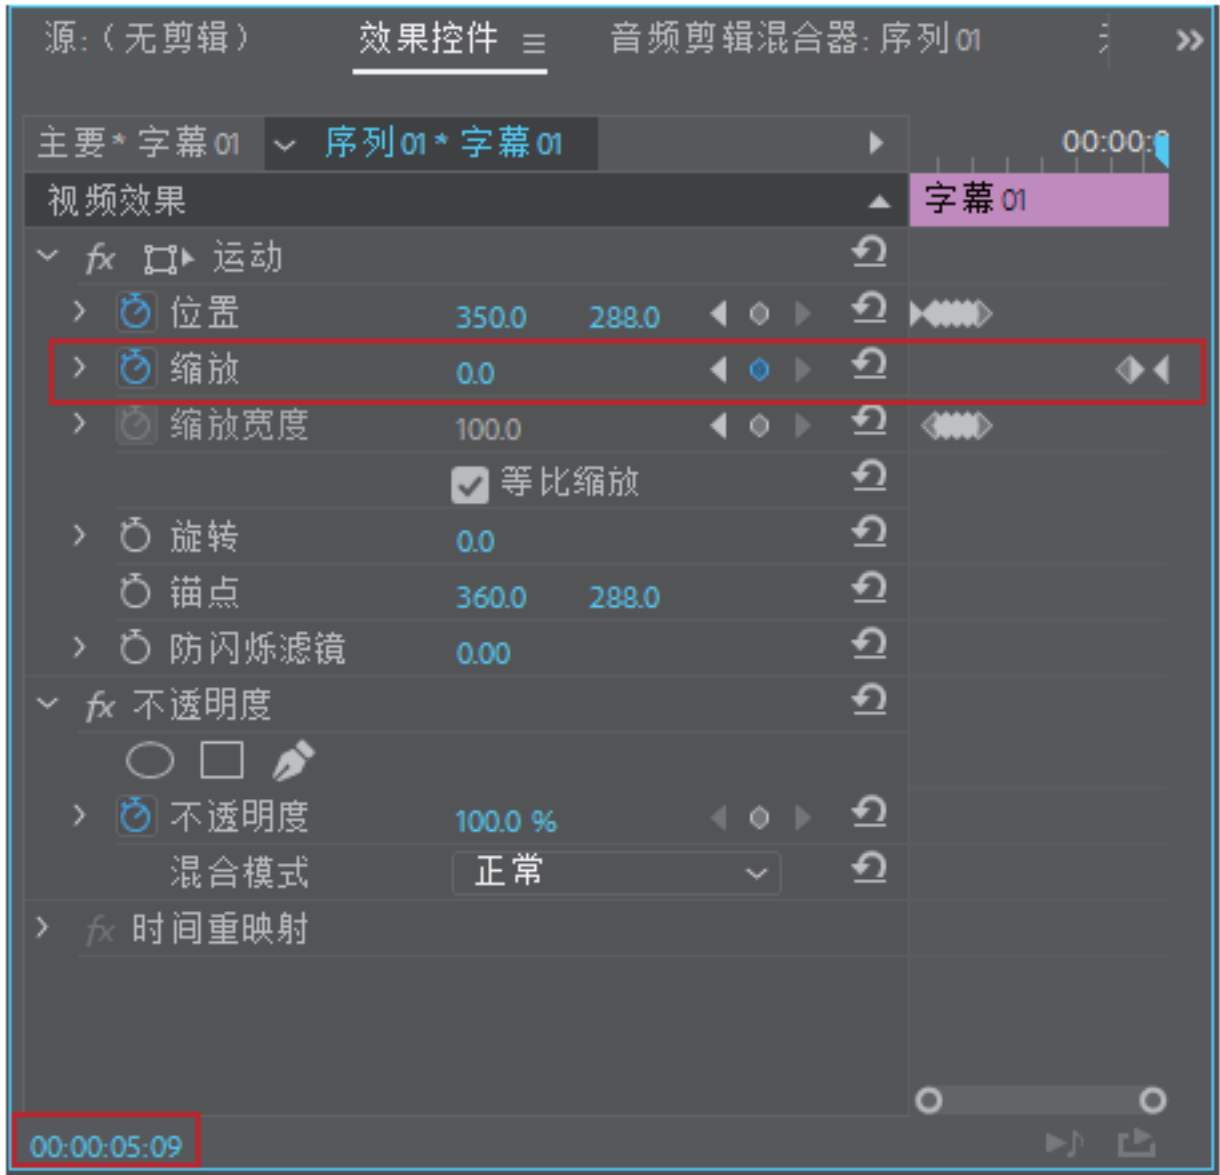 源:（无剪辑） 效果控件 音频剪辑混合器: 序列 01
主要 * 字幕 01 序列 01 * 字幕 01 00:00:
视频效果 字幕 01
fx 运动
位置 350.0 288.0
缩放 0.0
缩放宽度 100.0
等比缩放
旋转 0.0
锚点 360.0 288.0
防闪烁滤镜 0.00
fx 不透明度
不透明度 100.0 %
混合模式 正常
fx 时间重映射
00:00:05:09